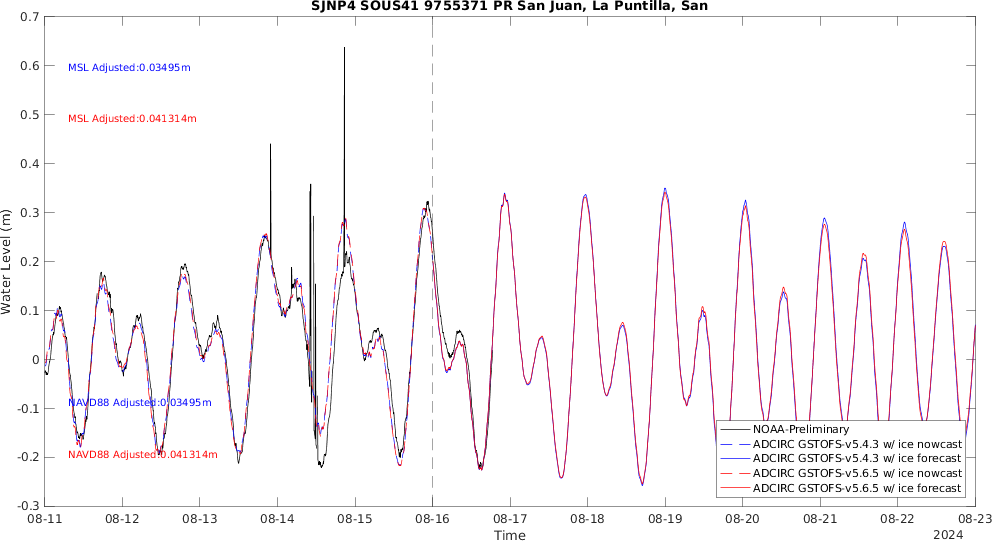 SJNP4 SOUS41 9755371 PR San Juan, La Puntilla, San
0.7
0.6
0.5
0.4
0.3
0.2
0.1
0
-0.1
-0.2
-0.3
Water Level (m)
MSL Adjusted:0.03495m
MSL Adjusted:0.041314m
NAVD88 Adjusted:0.03495m
NAVD88 Adjusted:0.041314m
NOAA-Preliminary
ADCIRC GSTOFS-v5.4.3 w/ ice nowcast
ADCIRC GSTOFS-v5.4.3 w/ ice forecast
ADCIRC GSTOFS-v5.6.5 w/ ice nowcast
ADCIRC GSTOFS-v5.6.5 w/ ice forecast
08-11 08-12 08-13 08-14 08-15 08-16 08-17 08-18 08-19 08-20 08-21 08-22 08-23
Time
2024